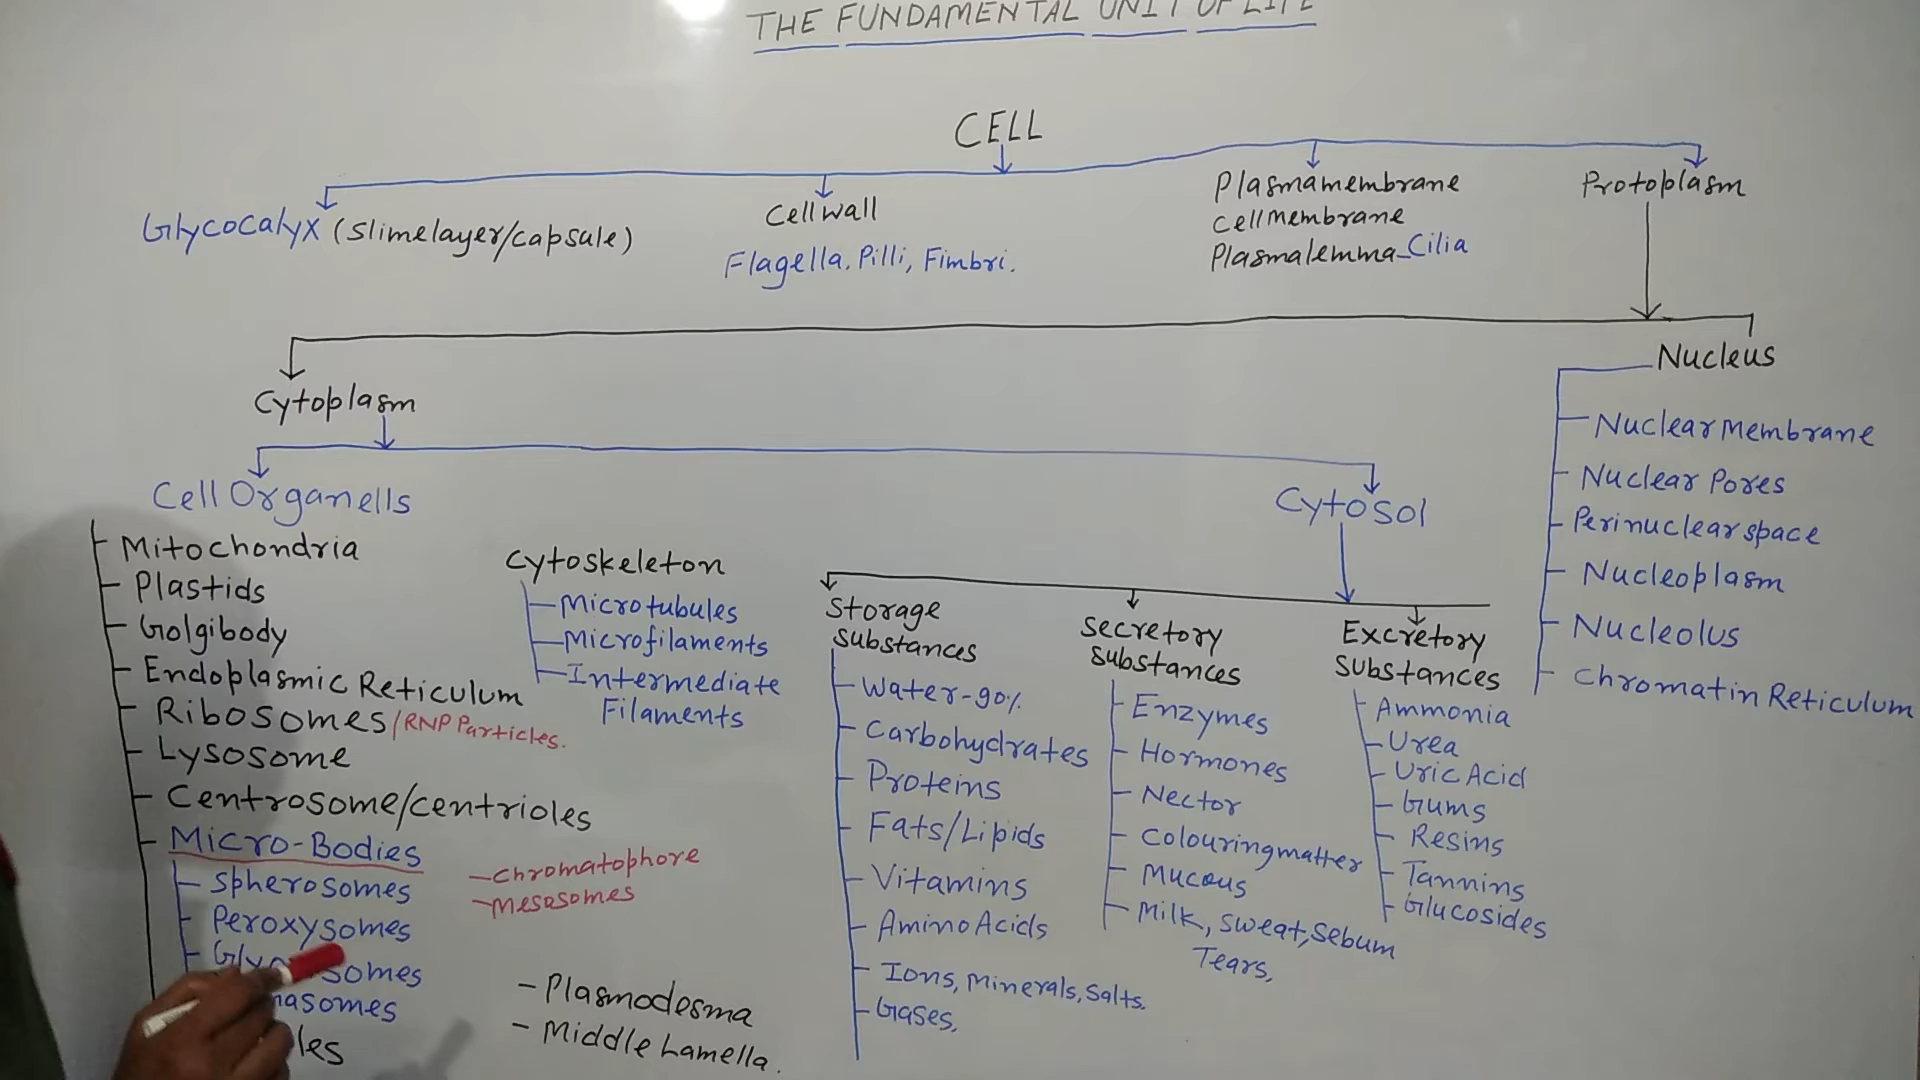 THE FUNDAMENTAL UNIT OF LIFE
CELL
Glycocalyx (slimelayer/capsule)
Cellwall
Flagella. Pilli, Fimbri.
Plasmamembrane
Cellmembrane
Plasmalemma-Cilia
Protoplasm
Cytoplasm
Nucleus
Nuclear Membrane
Nuclear Pores
Perinuclear space
Nucleoplasm
Nucleolus
Chromatin Reticulum
Cell Organells
Mitochondria
Plastids
Golgibody
Endoplasmic Reticulum
Ribosomes/RNP Particles.
Lysosome
Centrosome/centrioles
Micro-Bodies
Spherosomes
Peroxysomes
- Chromatophore
- Mesosomes
- Plasmodesma
- Middle Lamella.
Cytoskeleton
Microtubules
Microfilaments
Intermediate
Filaments
Cytosol
Storage
Substances
Water-90%
Carbohydrates
Proteins
Fats/Lipids
Vitamins
Amino Acids
Ions, Minerals, Salts.
Gases,
Secretory
Substances
Enzymes
Hormones
Nector
Colouringmatter
Mucous
Milk, Sweat, Sebum
Tears,
Excretory
Substances
Ammonia
Urea
Uric Acid
Gums
Resins
Tannins
Glucosides